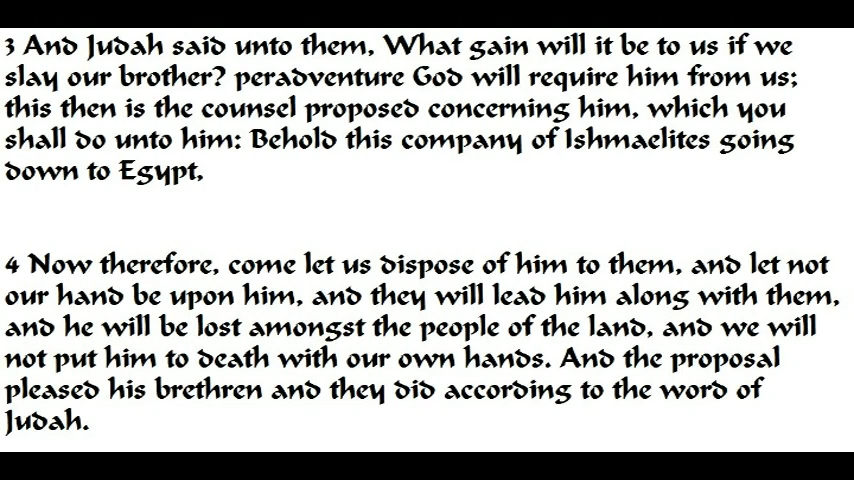 3 And Judah said unto them, What gain will it be to us if we
slay our brother? peradventure God will require him from us;
this then is the counsel proposed concerning him, which you
shall do unto him: Behold this company of Ishmaelites going
down to Egypt,
4 Now therefore, come let us dispose of him to them, and let not
our hand be upon him, and they will lead him along with them,
and he will be lost amongst the people of the land, and we will
not put him to death with our own hands. And the proposal
pleased his brethren and they did according to the word of
Judah.